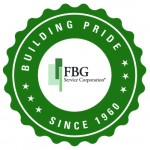 BUILDING PRIDE
FBG
Service Corporation®
SINCE 1960